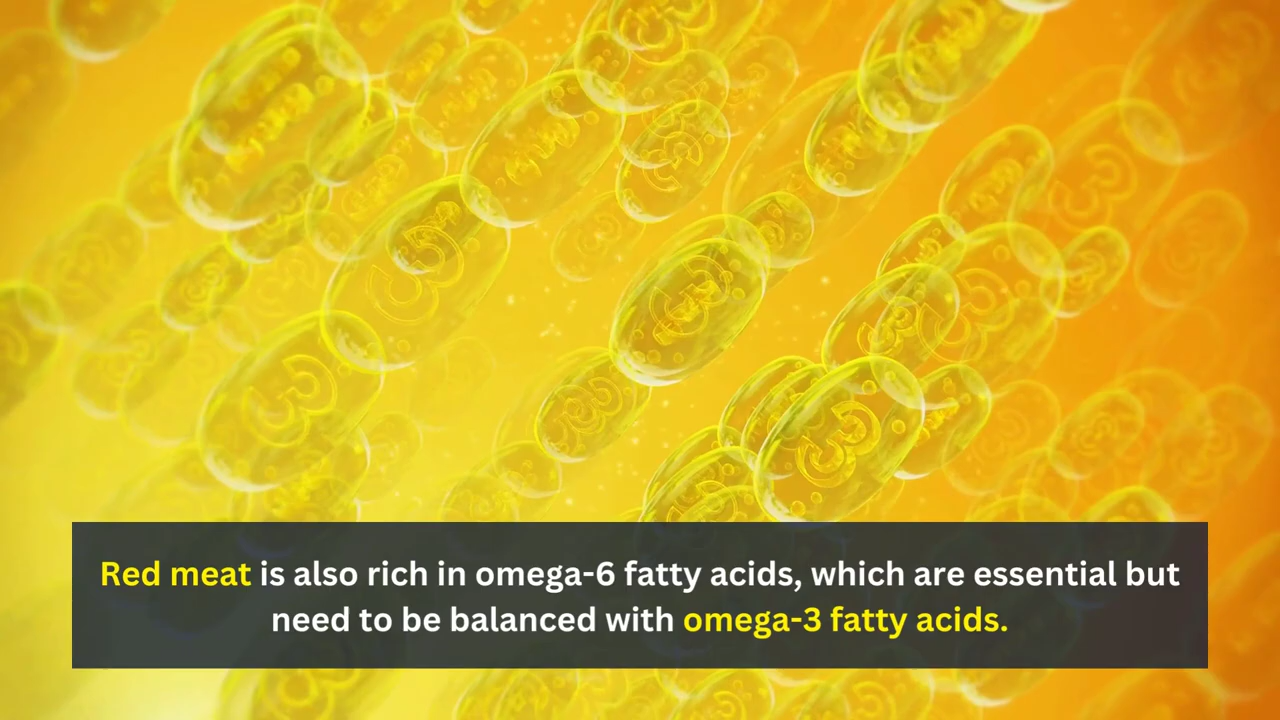 Red meat is also rich in omega-6 fatty acids, which are essential but
need to be balanced with omega-3 fatty acids.